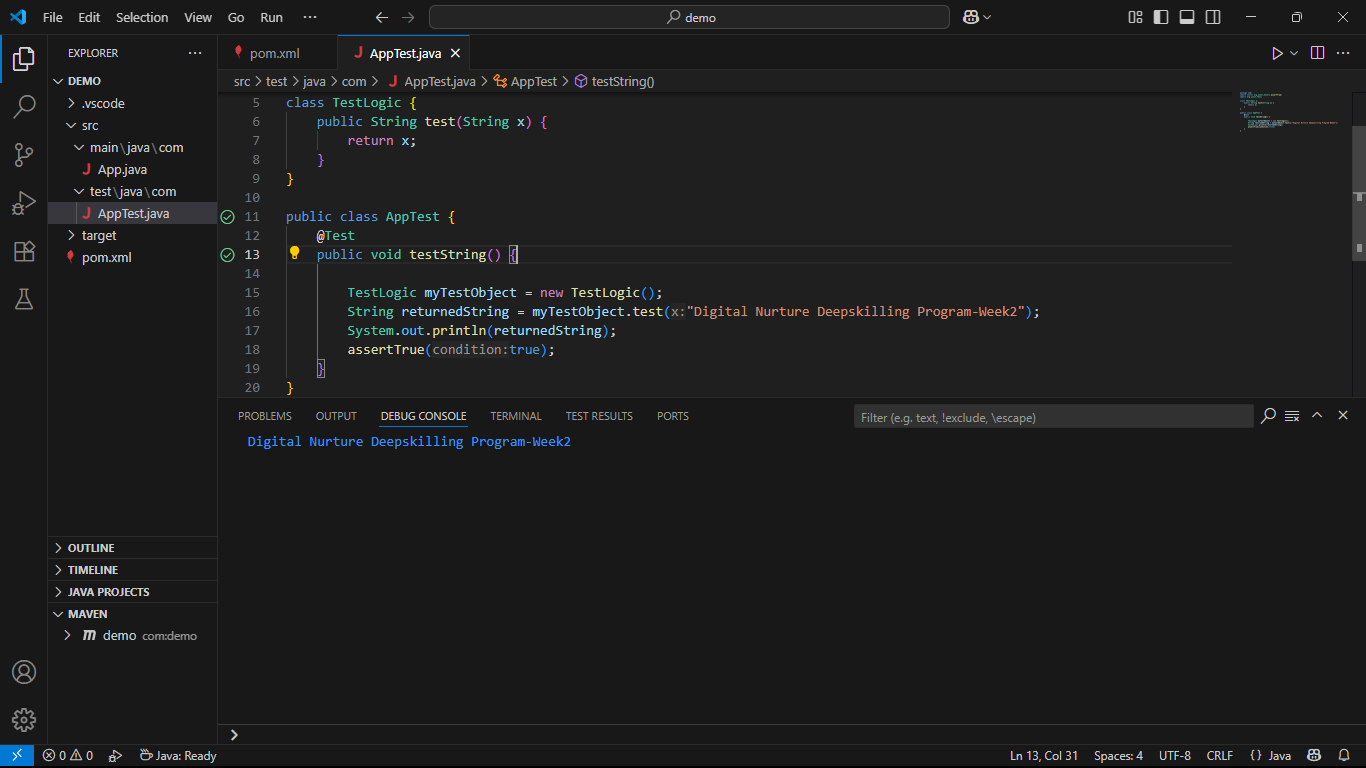 File Edit Selection View Go Run ··· demo
EXPLORER ···
DEMO
.vscode
src
main\java\com
App.java
test\java\com
AppTest.java
target
pom.xml
OUTLINE
TIMELINE
JAVA PROJECTS
MAVEN
demo com:demo
pom.xml AppTest.java
src > test > java > com > AppTest.java > AppTest > testString()
5 class TestLogic {
6 public String test(String x) {
7 return x;
8 }
9 }
10
11 public class AppTest {
12 @Test
13 public void testString() {
14
15 TestLogic myTestObject = new TestLogic();
16 String returnedString = myTestObject.test(x:"Digital Nurture Deepskilling Program-Week2");
17 System.out.println(returnedString);
18 assertTrue(condition:true);
19 }
20 }
PROBLEMS OUTPUT DEBUG CONSOLE TERMINAL TEST RESULTS PORTS Filter (e.g. text, !exclude, \escape)
Digital Nurture Deepskilling Program-Week2
0 0 Java: Ready Ln 13, Col 31 Spaces: 4 UTF-8 CRLF {} Java